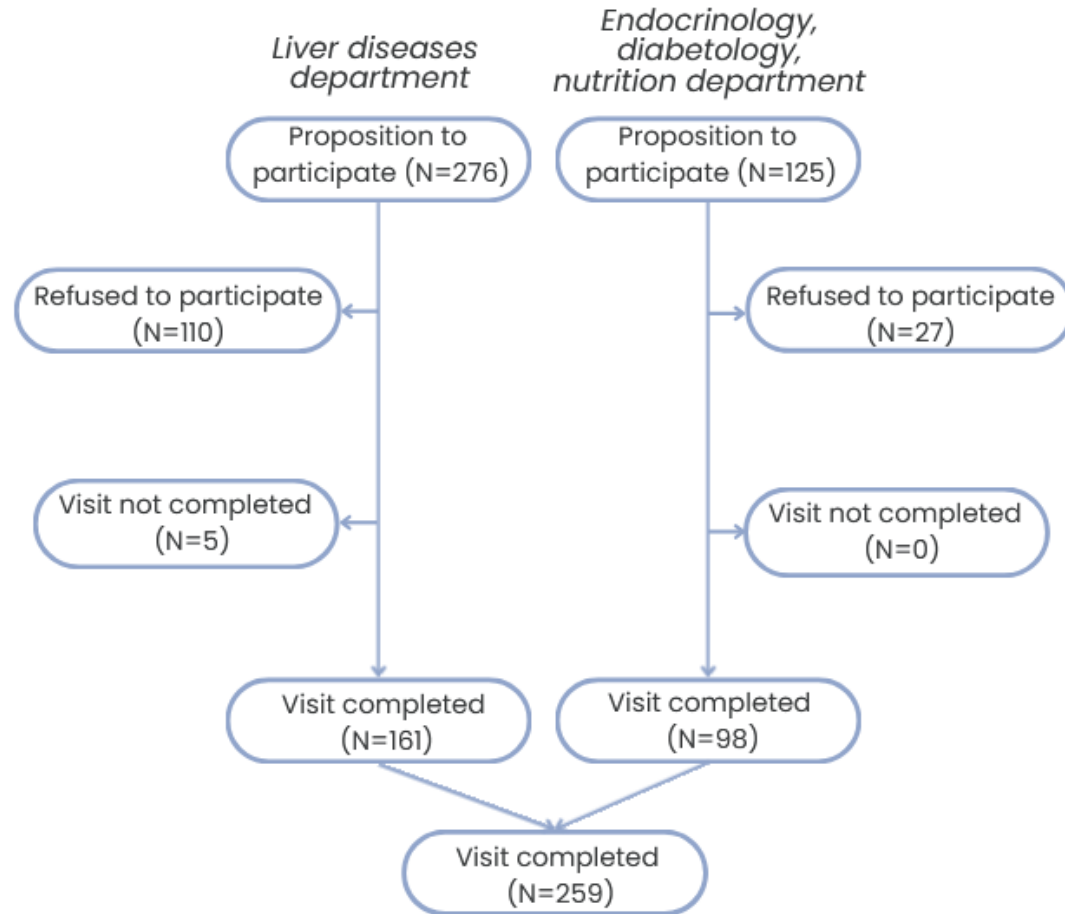 Liver diseases
department
Endocrinology,
diabetology,
nutrition department
Proposition to
participate (N=276)
Proposition to
participate (N=125)
Refused to participate
(N=110)
Refused to participate
(N=27)
Visit not completed
(N=5)
Visit not completed
(N=0)
Visit completed
(N=161)
Visit completed
(N=98)
Visit completed
(N=259)